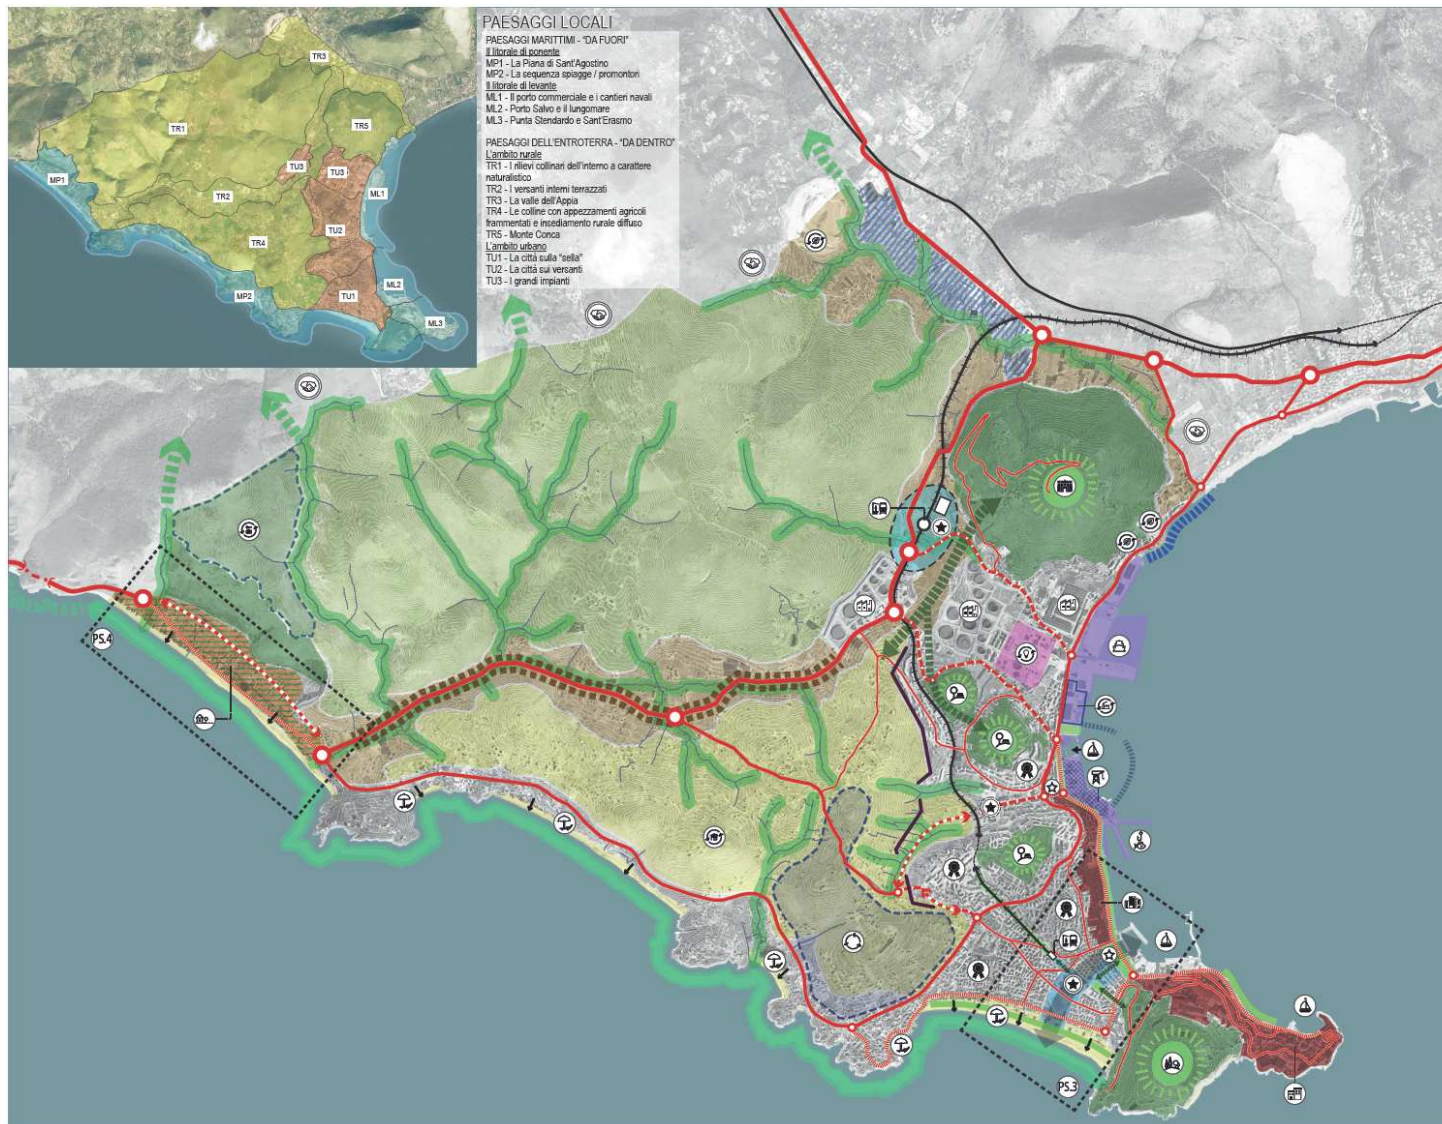 PAESAGGI LOCALI
PAESAGGI MARITTIMI - "DA FUORI"
Il litorale di ponente
MP1 - La Piana di Sant'Agostino
MP2 - La sequenza spiagge / promontori
Il litorale di levante
ML1 - Il porto commerciale e i cantieri navali
ML2 - Porto Salvo e il lungomare
ML3 - Punta Stendardo e Sant'Erasmo
PAESAGGI DELL'ENTROTERRA - "DA DENTRO"
L'ambito rurale
TR1 - I rilievi collinari dell'interno a carattere
naturalistico
TR2 - I versanti interni terrazzati
TR3 - La valle dell'Appia
TR4 - Le colline con appezzamenti agricoli
frammentati e insediamento rurale diffuso
TR5 - Monte Conca
L'ambito urbano
TU1 - La città sulla "sella"
TU2 - La città sui versanti
TU3 - I grandi impianti
TR3
TR1
TR5
TU3
TU3
MP1
ML1
TR2
TU2
TR4
ML2
MP2
TU1
ML3
PS.4
PS.3